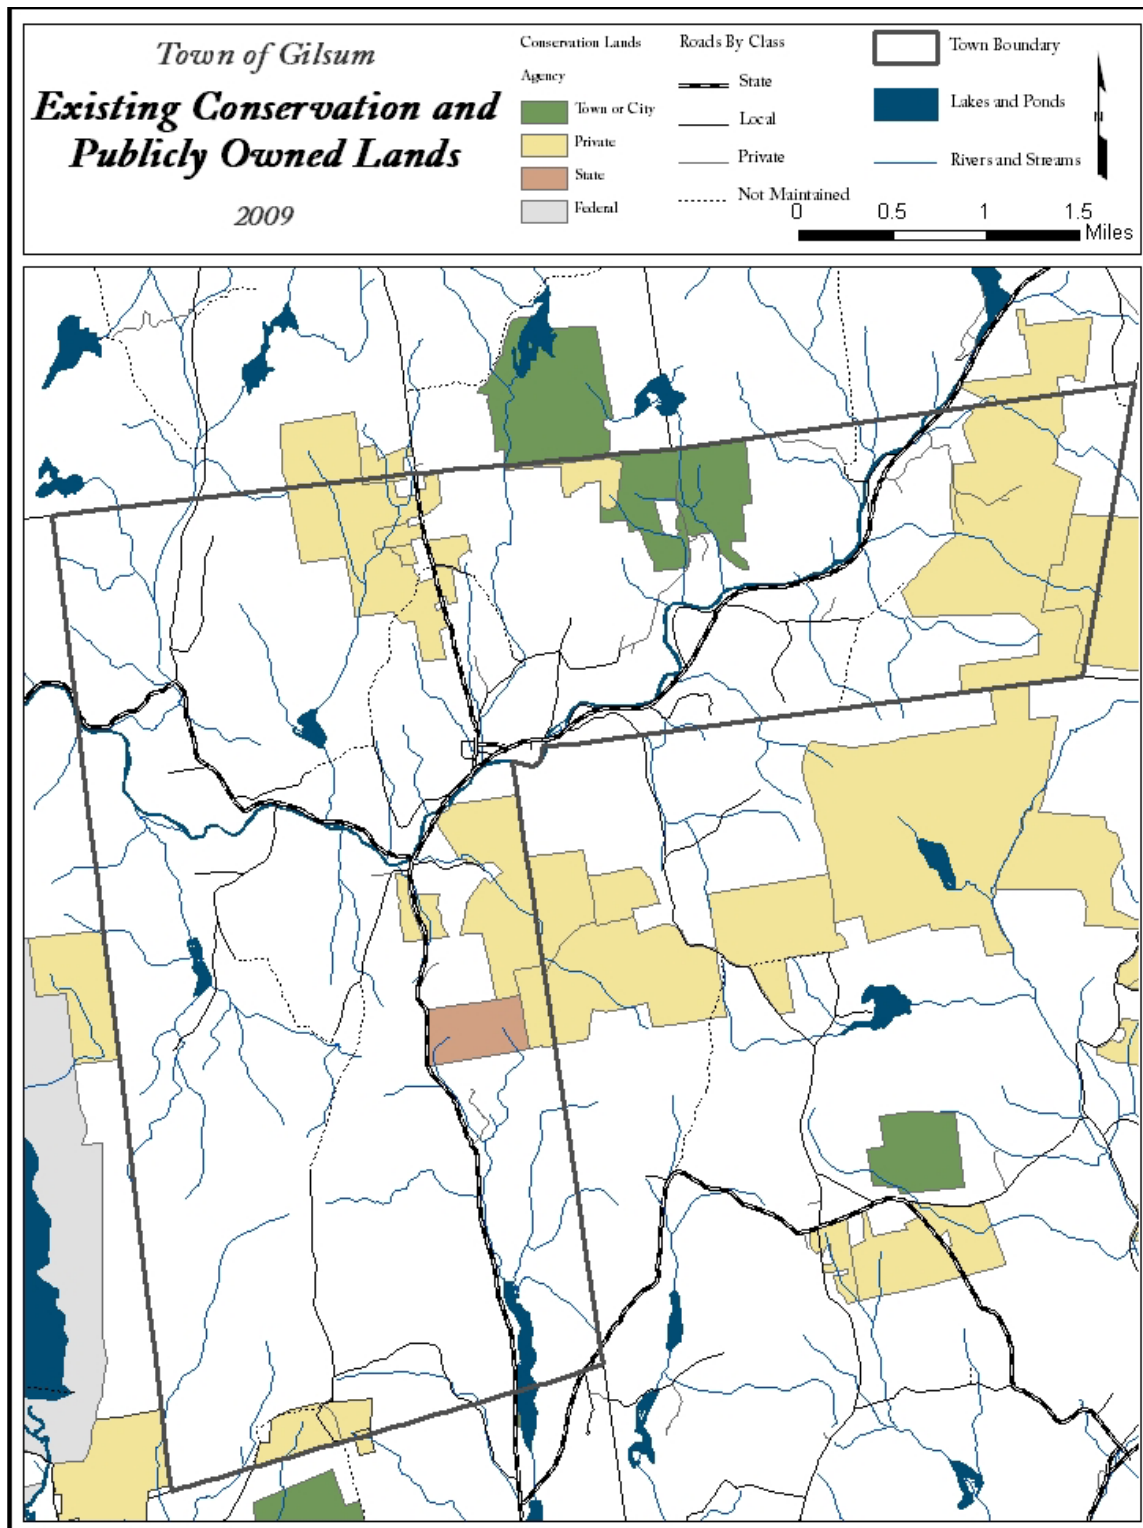 Town of Gilsum
Existing Conservation and
Publicly Owned Lands
2009
Conservation Lands
Agency
Town or City
Private
State
Federal
Roads By Class
State
Local
Private
Not Maintained
Town Boundary
Lakes and Ponds
Rivers and Streams
N
0 0.5 1 1.5
Miles